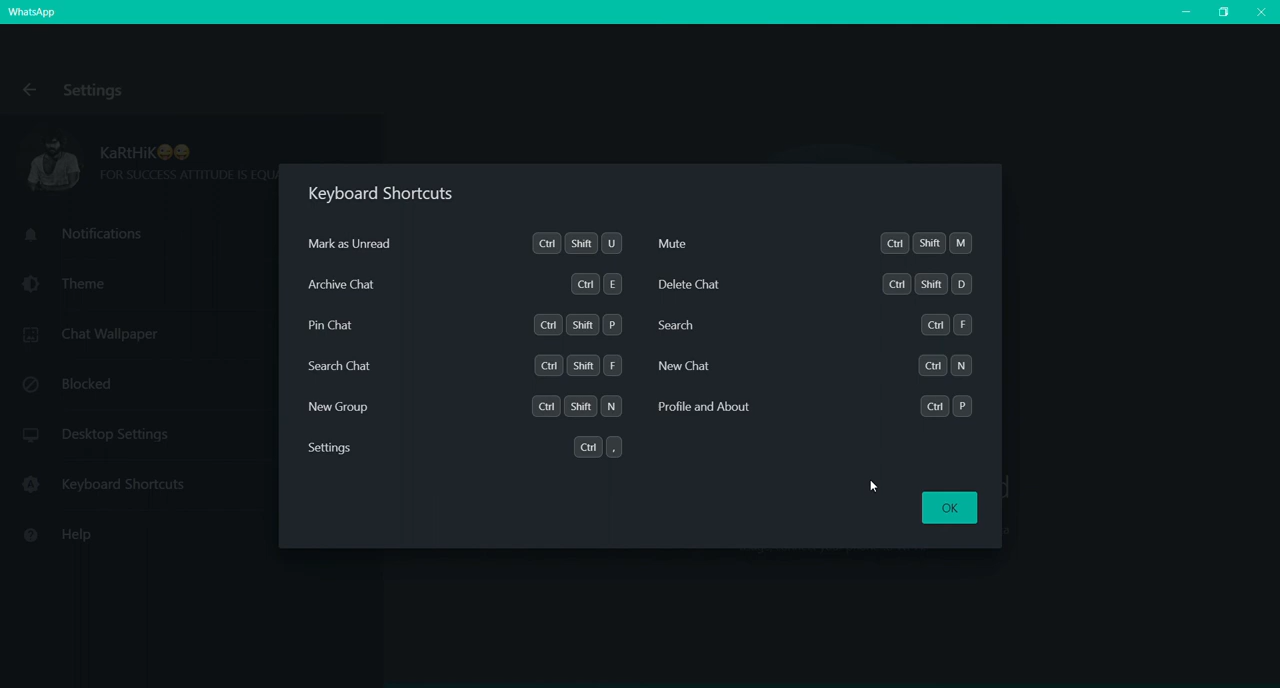 WhatsApp
Settings
KaRtHiK😄😄
FOR SUCCESS ATTITUDE IS EQUA
Notifications
Theme
Chat Wallpaper
Blocked
Desktop Settings
Keyboard Shortcuts
Help
Keyboard Shortcuts
Mark as Unread Ctrl Shift U Mute Ctrl Shift M
Archive Chat Ctrl E Delete Chat Ctrl Shift D
Pin Chat Ctrl Shift P Search Ctrl F
Search Chat Ctrl Shift F New Chat Ctrl N
New Group Ctrl Shift N Profile and About Ctrl P
Settings Ctrl ,
OK